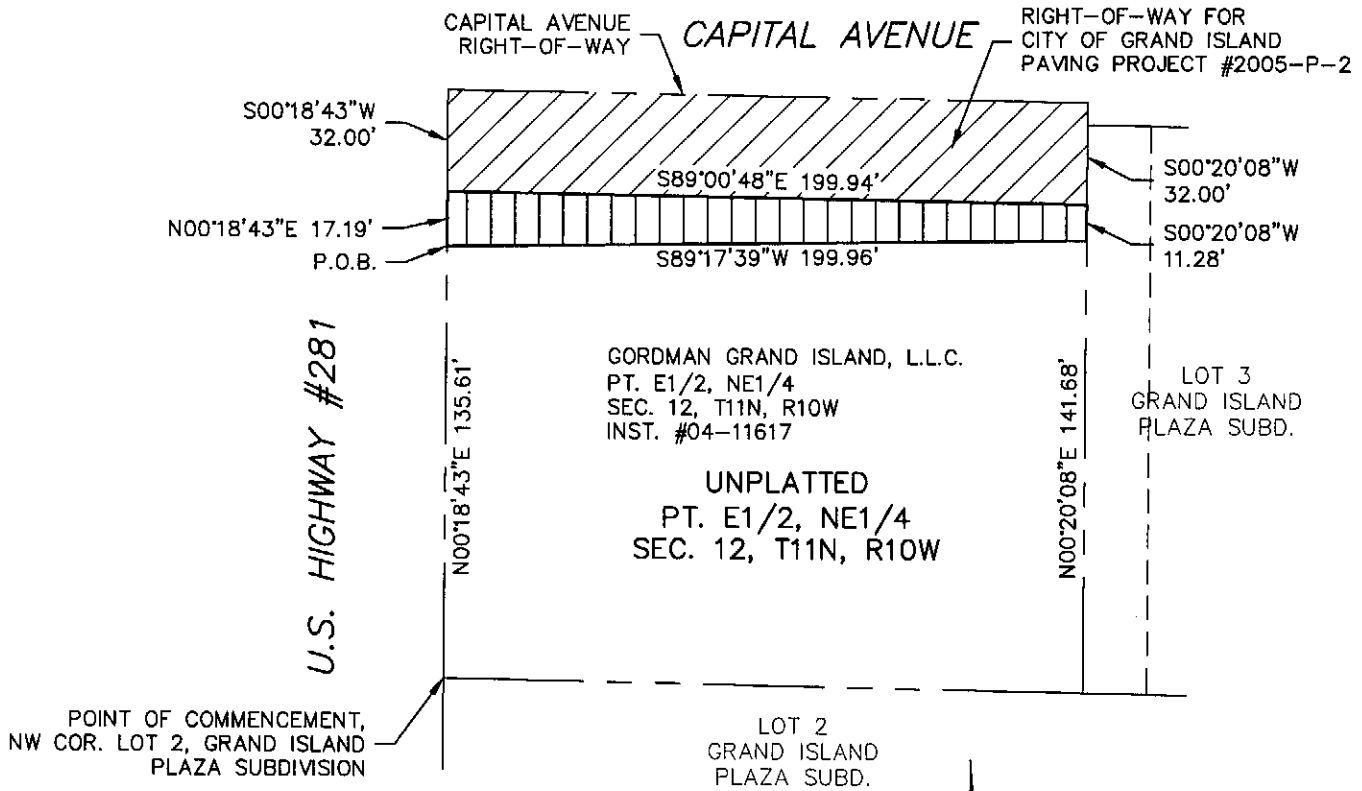 CAPITAL AVENUE
RIGHT-OF-WAY
CAPITAL AVENUE
RIGHT-OF-WAY FOR
CITY OF GRAND ISLAND
PAVING PROJECT #2005-P-2
S00°18'43"W
32.00'
S89°00'48"E 199.94'
S00°20'08"W
32.00'
N00°18'43"E 17.19'
P.O.B.
S89°17'39"W 199.96'
S00°20'08"W
11.28'
U.S. HIGHWAY #281
N00°18'43"E 135.61'
GORDMAN GRAND ISLAND, L.L.C.
PT. E1/2, NE1/4
SEC. 12, T11N, R10W
INST. #04-11617
UNPLATTED
PT. E1/2, NE1/4
SEC. 12, T11N, R10W
N00°20'08"E 141.68'
LOT 3
GRAND ISLAND
PLAZA SUBD.
POINT OF COMMENCEMENT,
NW COR. LOT 2, GRAND ISLAND
PLAZA SUBDIVISION
LOT 2
GRAND ISLAND
PLAZA SUBD.